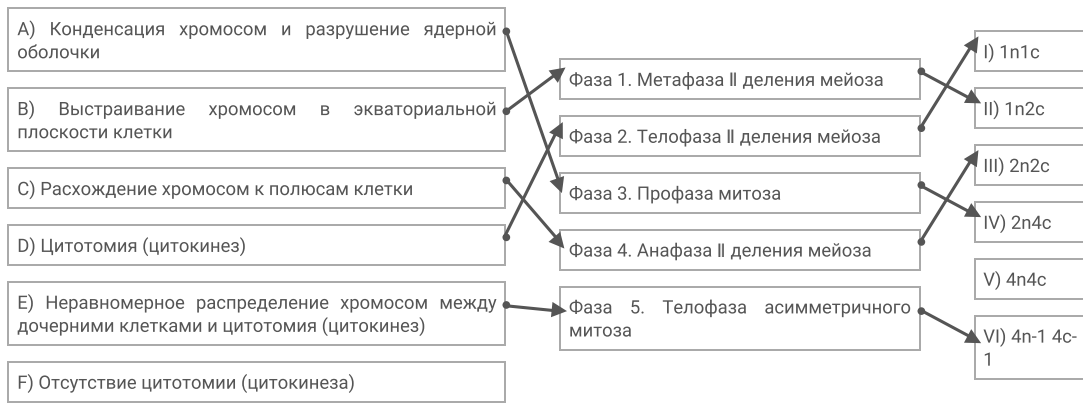 A) Конденсация хромосом и разрушение ядерной
оболочки
B) Выстраивание хромосом в экваториальной
плоскости клетки
C) Расхождение хромосом к полюсам клетки
D) Цитотомия (цитокинез)
E) Неравномерное распределение хромосом между
дочерними клетками и цитотомия (цитокинез)
F) Отсутствие цитотомии (цитокинеза)
Фаза 1. Метафаза II деления мейоза
Фаза 2. Телофаза II деления мейоза
Фаза 3. Профаза митоза
Фаза 4. Анафаза II деления мейоза
Фаза 5. Телофаза асимметричного
митоза
I) 1n1c
II) 1n2c
III) 2n2c
IV) 2n4c
V) 4n4c
VI) 4n-1 4c-
1